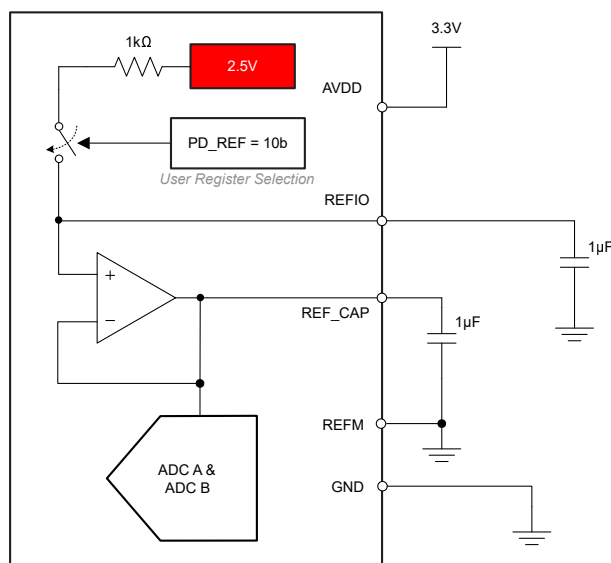 1kΩ
2.5V
3.3V
AVDD
PD_REF = 10b
User Register Selection
REFIO
1µF
+
−
REF_CAP
1µF
REFM
ADC A &
ADC B
GND